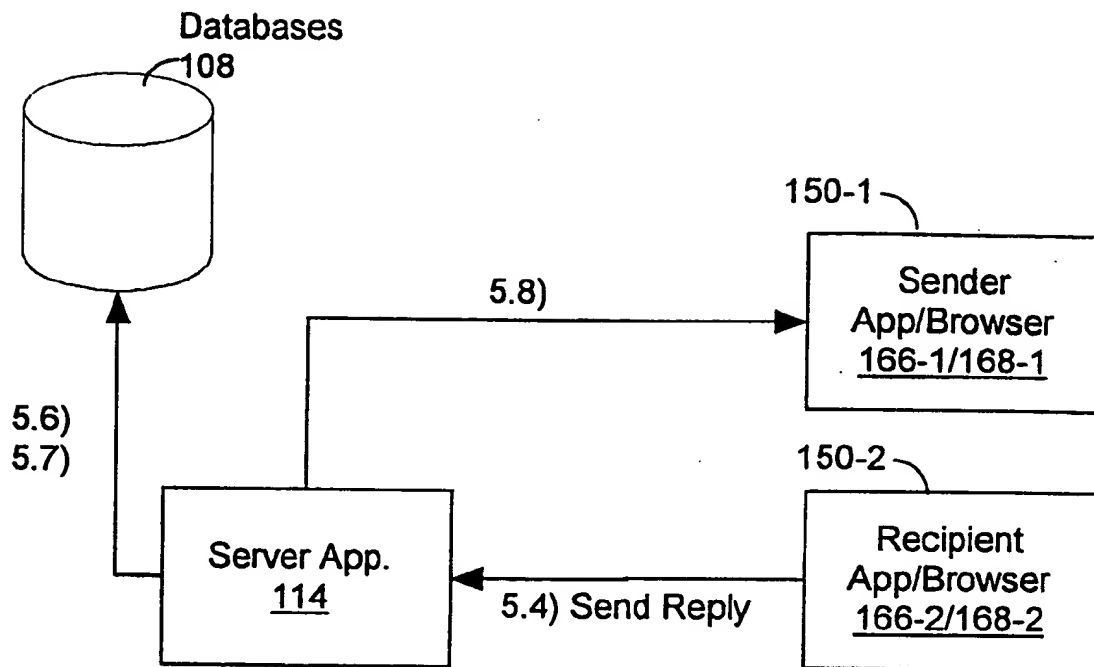 Databases
108
150-1
Sender
App/Browser
166-1/168-1
5.8)
5.6)
5.7)
150-2
Server App.
114
5.4) Send Reply
Recipient
App/Browser
166-2/168-2